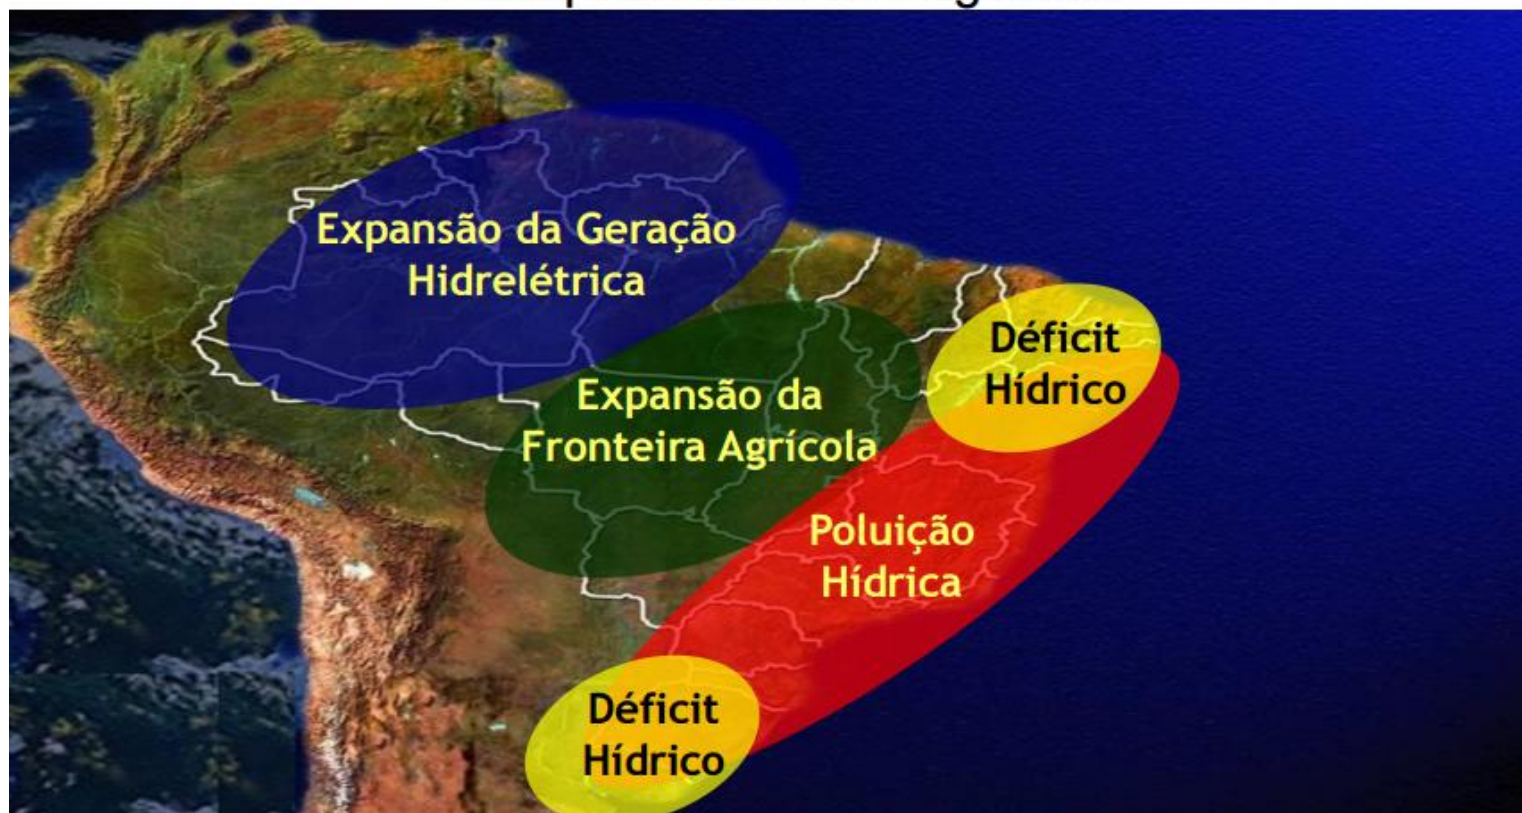 Expansão da Geração
Hidrelétrica
Déficit
Hídrico
Expansão da
Fronteira Agrícola
Poluição
Hídrica
Déficit
Hídrico